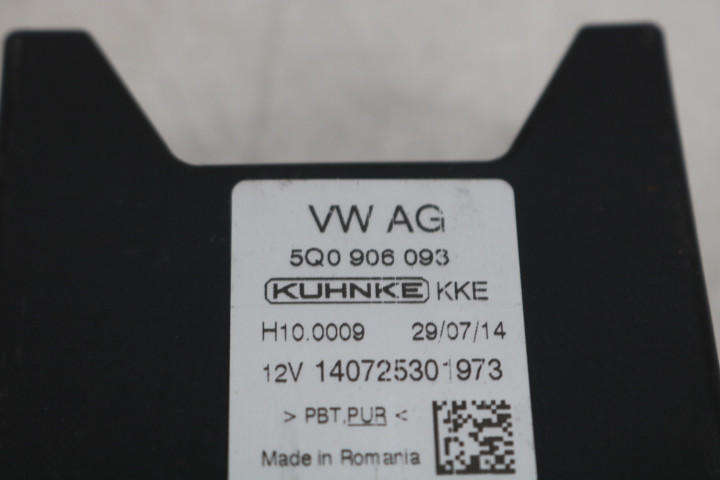 VW AG
5Q0 906 093
KUHNKE KKE
H10.0009 29/07/14
12V 140725301973
> PBT,PUR <
Made in Romania